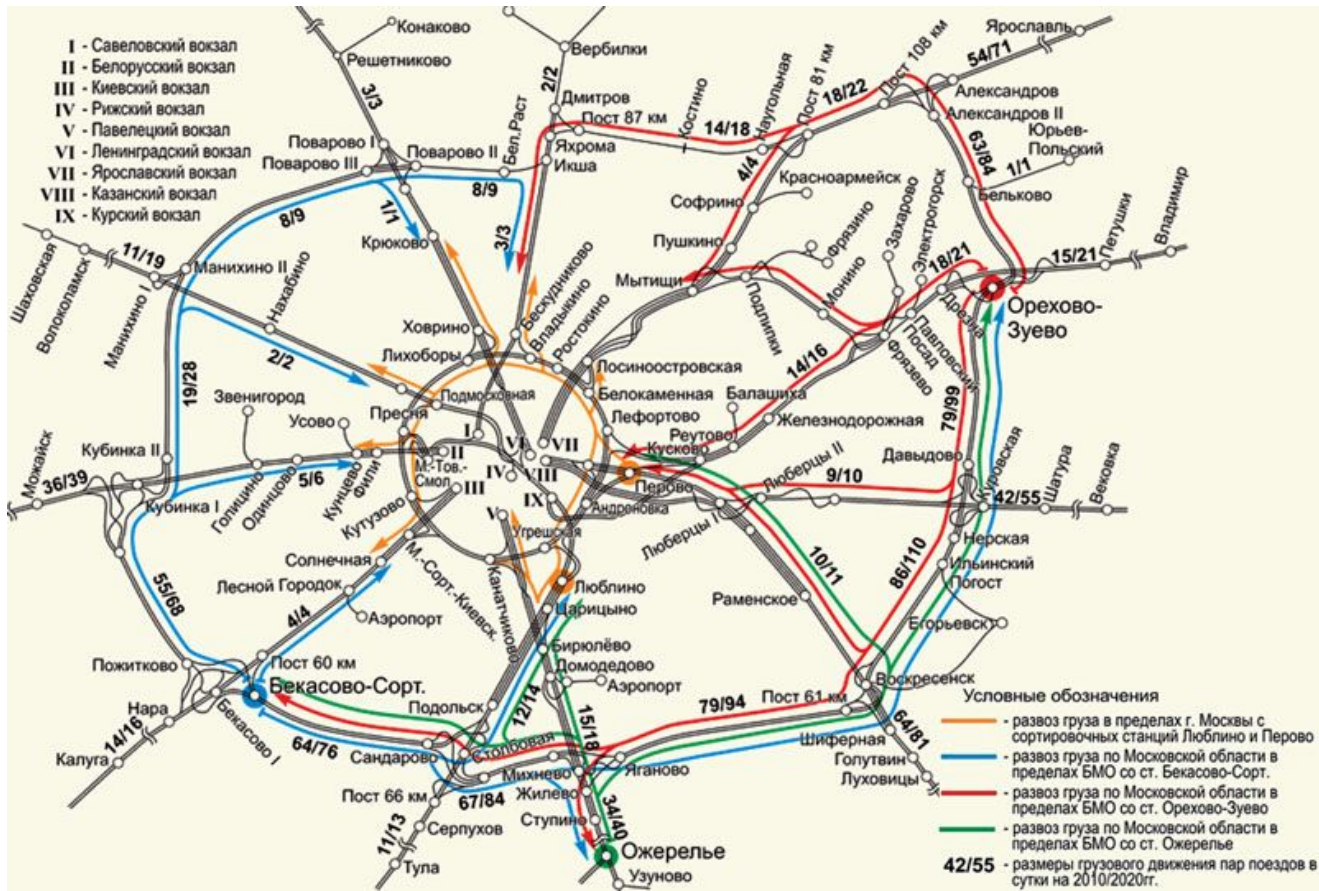 I - Савеловский вокзал
II - Белорусский вокзал
III - Киевский вокзал
IV - Рижский вокзал
V - Павелецкий вокзал
VI - Ленинградский вокзал
VII - Ярославский вокзал
VIII - Казанский вокзал
IX - Курский вокзал
Конаково
Решетниково
3/3
Вербилки
2/2
Дмитров
Пост 87 км
Яхрома
Икша
Костино
14/18
Наугольная
Пост 81 км
18/22
Пост 108 км
54/71
Ярославль
Александров
Александров II
63/84
Юрьев-
Польский
1/1
Бельково
Поварово I
Поварово II
Поварово III
Бел.Раст
8/9
8/9
1/1
3/3
Крюково
4/4
Красноармейск
Софрино
Пушкино
Мытищи
Фрязино
Захарово
Электрогорск
Монино
Подлипки
18/21
15/21
Петушки
Владимир
Орехово-
Зуево
Дрезна
Павловский
Посад
Фрязево
11/19
Шаховская
Волоколамск
Манихино I
Манихино II
Нахабино
2/2
19/28
Ховрино
Лихоборы
Бескудниково
Владыкино
Ростокино
Лосиноостровская
Белокаменная
Лефортово
14/16
Балашиха
Железнодорожная
Реутово
Кусково
Перово
79/99
Звенигород
Усово
Подмосковная
Пресня
I
II
III
IV
V
VI
VII
VIII
IX
М.-Тов.-
Смол
Можайск
36/39
Кубинка II
Кубинка I
Голицино
Одинцово
5/6
Кунцево
Фили
Кутузово
Андроновка
Угрешская
Люберцы I
Люберцы II
9/10
Давыдово
Куровская
42/55
Шатура
Вековка
Нерская
Ильинский
Погост
Егорьевск
86/110
10/11
Раменское
Солнечная
Лесной Городок
4/4
Аэропорт
М.-Сорт.-Киевск.
Канатчиково
Люблино
Царицыно
Бирюлёво
Домодедово
Аэропорт
55/68
Пожитково
Пост 60 км
Бекасово-Сорт.
Нара
14/16
Калуга
Бекасово I
64/76
Подольск
Сандарово
Столбовая
12/14
15/18
79/94
Пост 61 км
Воскресенск
64/81
Шиферная
Голутвин
Луховицы
Пост 66 км
67/84
Михнево
Жилево
Яганово
34/40
Ступино
Серпухов
11/13
Тула
Ожерелье
Узуново
Условные обозначения
- развоз груза в пределах г. Москвы с
сортировочных станций Люблино и Перово
- развоз груза по Московской области в
пределах БМО со ст. Бекасово-Сорт.
- развоз груза по Московской области в
пределах БМО со ст. Орехово-Зуево
- развоз груза по Московской области в
пределах БМО со ст. Ожерелье
42/55 - размеры грузового движения пар поездов в
сутки на 2010/2020гг.